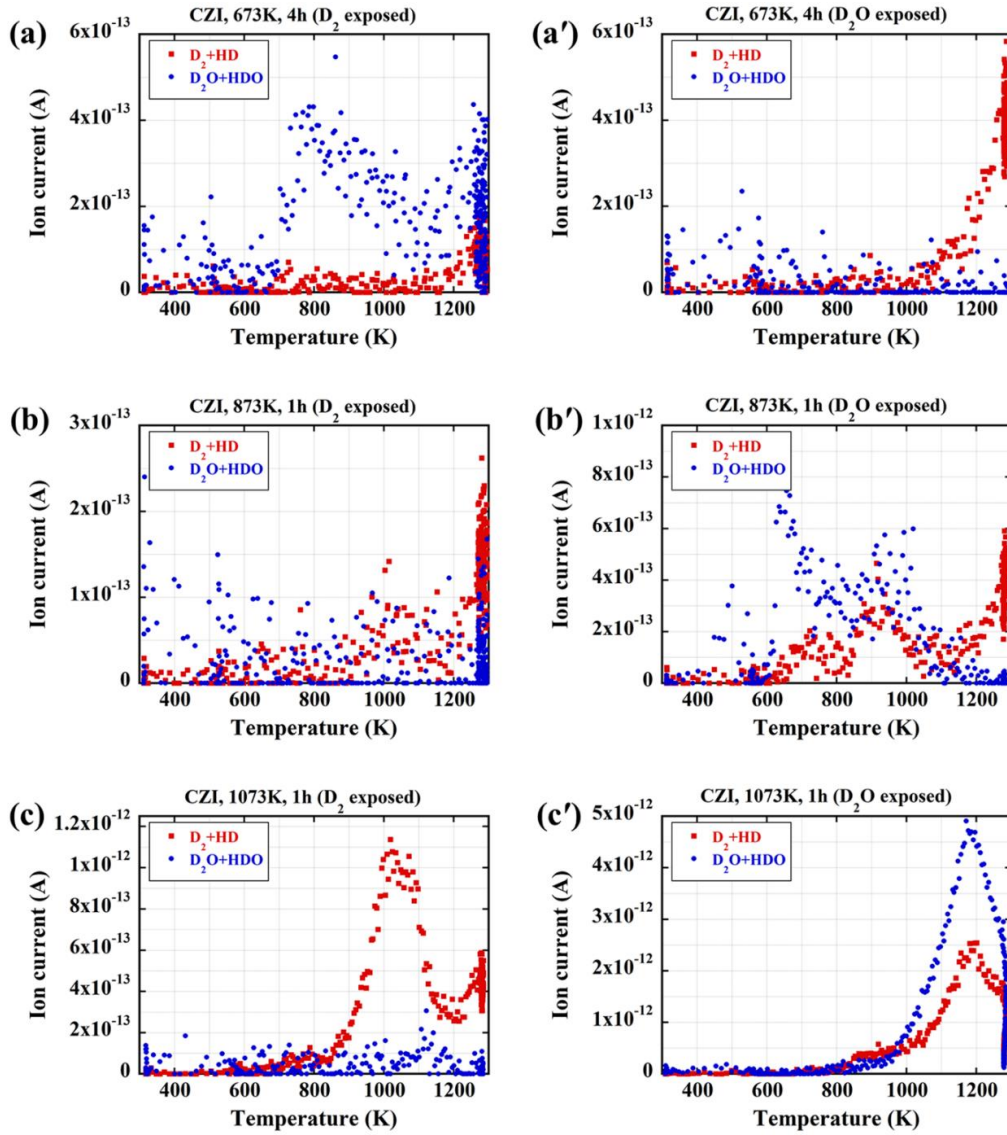 (a)
CZI, 673K, 4h (D₂ exposed)
6x10⁻¹³
4x10⁻¹³
2x10⁻¹³
0
Ion current (A)
D₂+HD
D₂O+HDO
400 600 800 1000 1200
Temperature (K)
(a′)
CZI, 673K, 4h (D₂O exposed)
6x10⁻¹³
4x10⁻¹³
2x10⁻¹³
0
Ion current (A)
D₂+HD
D₂O+HDO
400 600 800 1000 1200
Temperature (K)
(b)
CZI, 873K, 1h (D₂ exposed)
3x10⁻¹³
2x10⁻¹³
1x10⁻¹³
0
Ion current (A)
D₂+HD
D₂O+HDO
400 600 800 1000 1200
Temperature (K)
(b′)
CZI, 873K, 1h (D₂O exposed)
1x10⁻¹²
8x10⁻¹³
6x10⁻¹³
4x10⁻¹³
2x10⁻¹³
0
Ion current (A)
D₂+HD
D₂O+HDO
400 600 800 1000 1200
Temperature (K)
(c)
CZI, 1073K, 1h (D₂ exposed)
1.2x10⁻¹²
1x10⁻¹²
8x10⁻¹³
6x10⁻¹³
4x10⁻¹³
2x10⁻¹³
0
Ion current (A)
D₂+HD
D₂O+HDO
400 600 800 1000 1200
Temperature (K)
(c′)
CZI, 1073K, 1h (D₂O exposed)
5x10⁻¹²
4x10⁻¹²
3x10⁻¹²
2x10⁻¹²
1x10⁻¹²
0
Ion current (A)
D₂+HD
D₂O+HDO
400 600 800 1000 1200
Temperature (K)